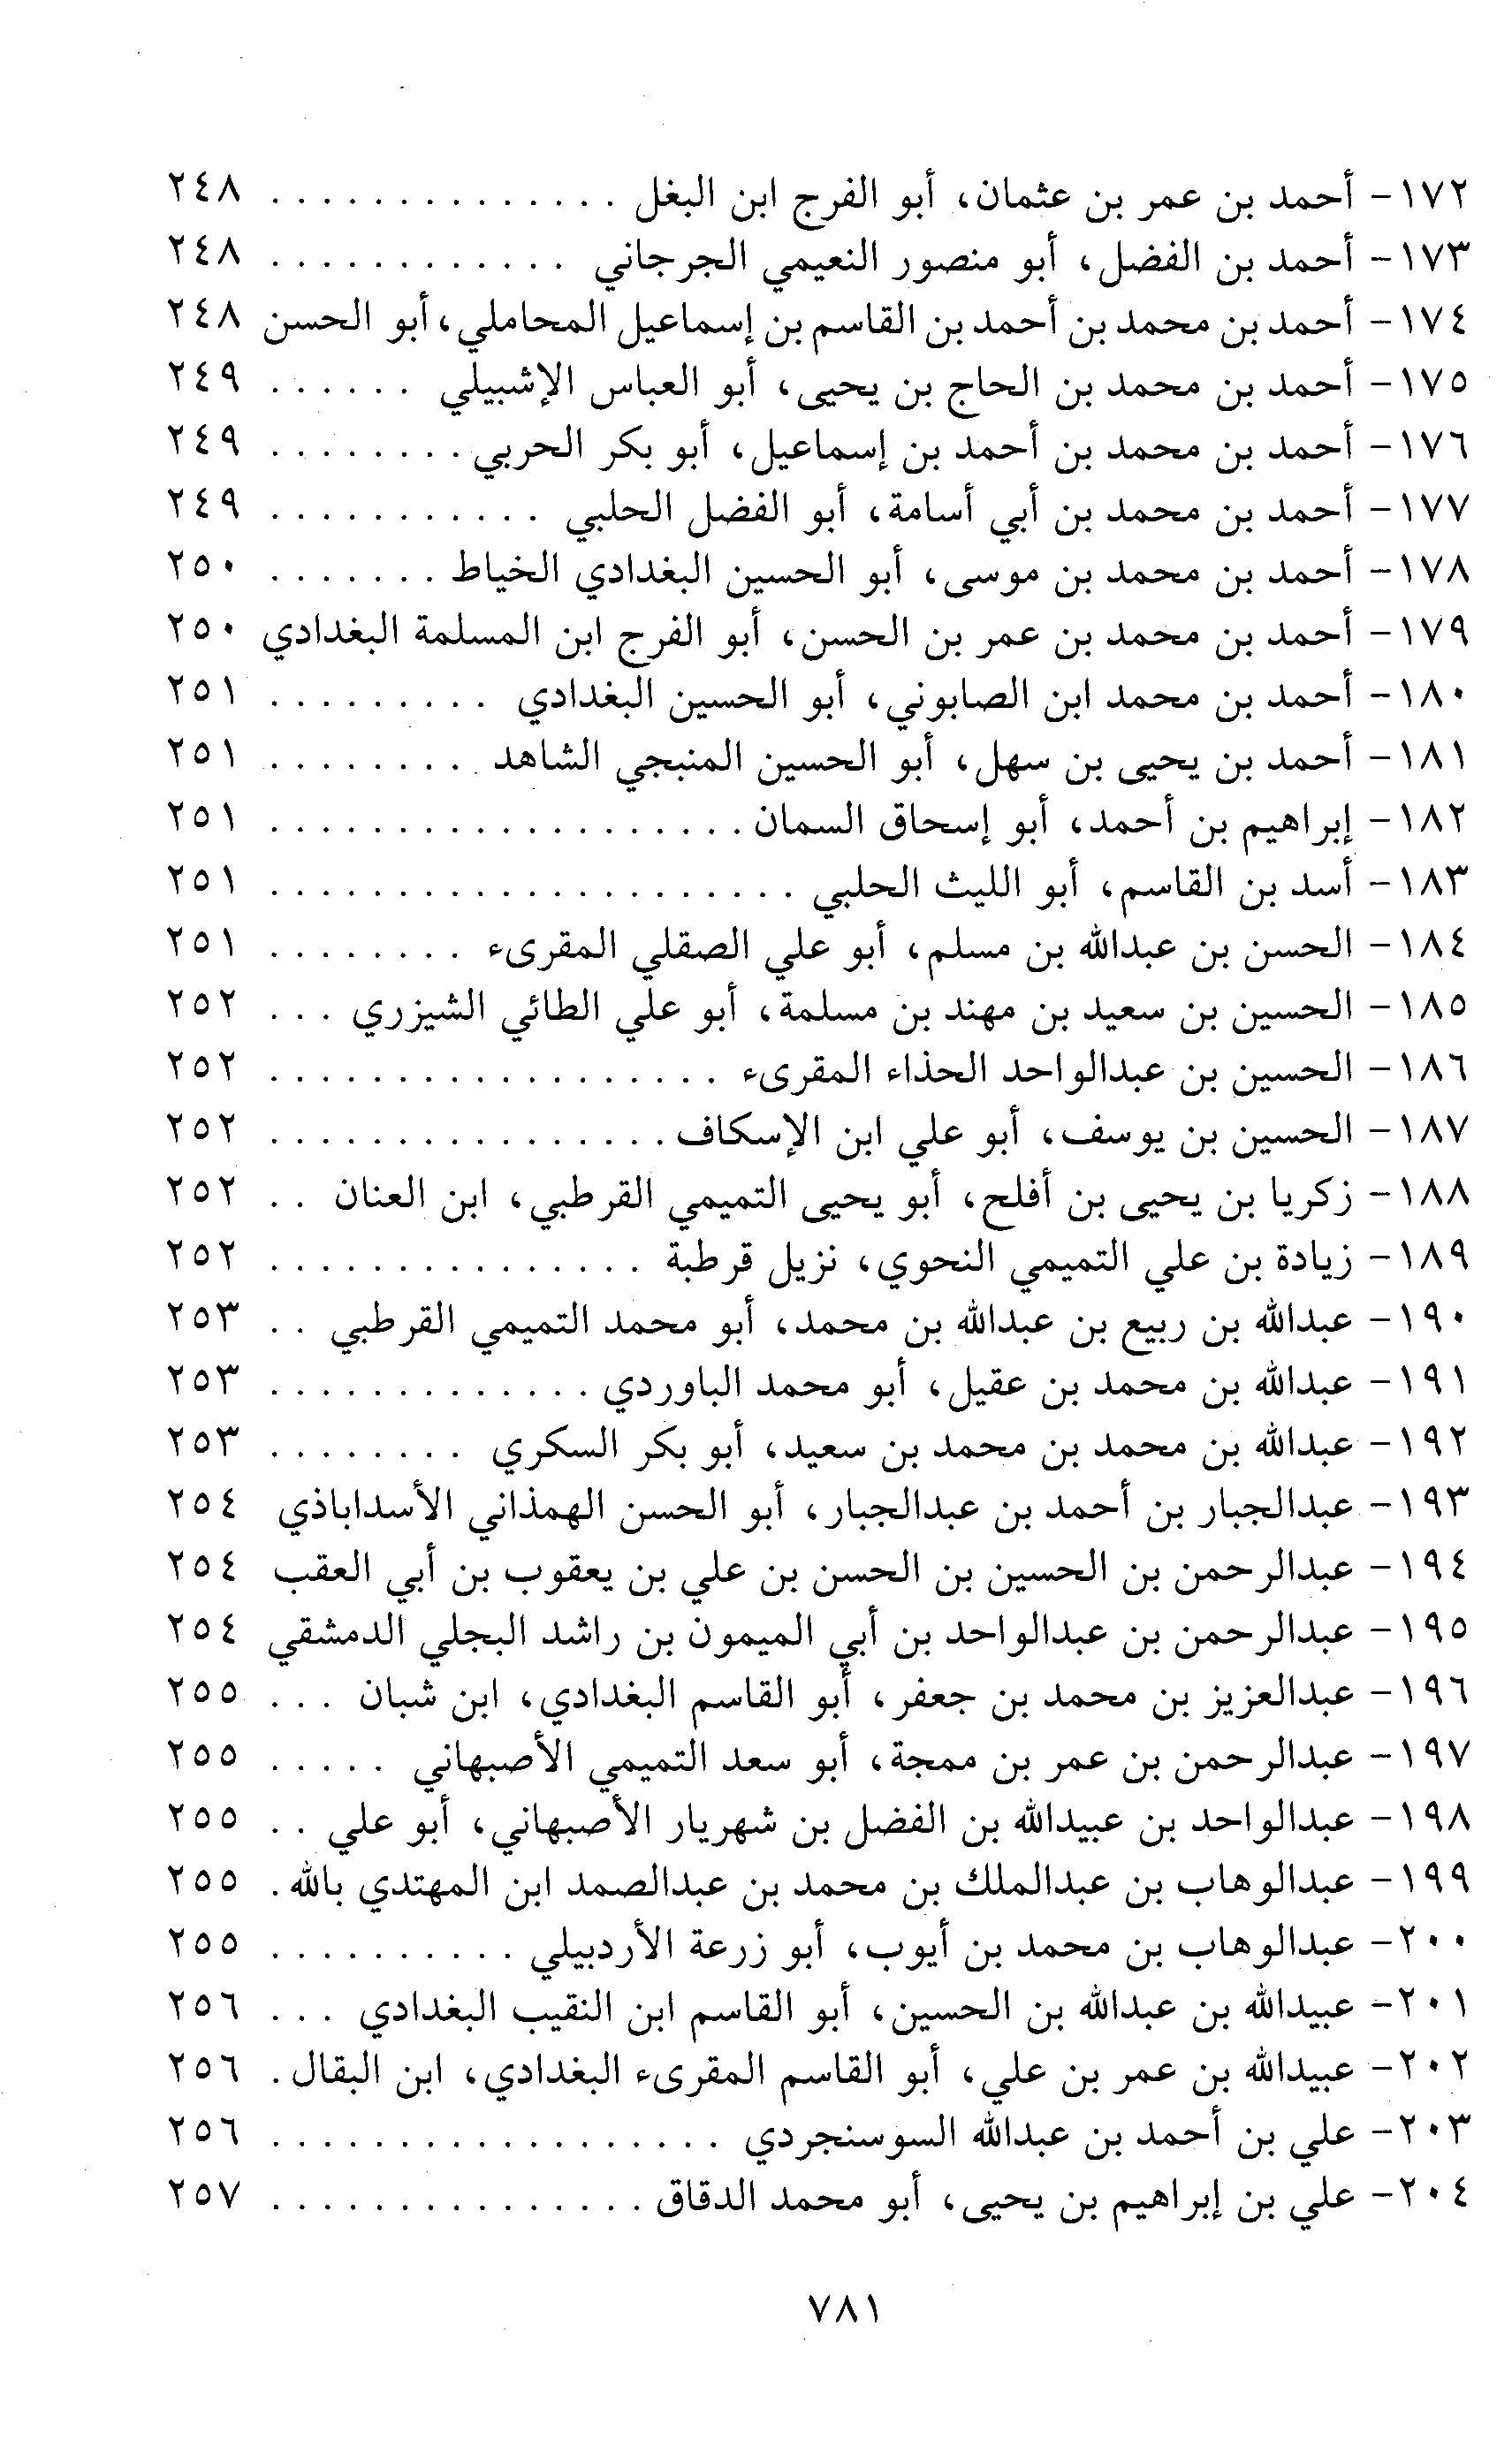 ١٧٢- أحمد بن عمر بن عثمان، أبو الفرج ابن البغل . . . . . . . . . . . . . . ٢٤٨
١٧٣- أحمد بن الفضل، أبو منصور النعيمي الجرجاني . . . . . . . . . . . . ٢٤٨
١٧٤- أحمد بن محمد بن أحمد بن القاسم بن إسماعيل المحاملي، أبو الحسن ٢٤٨
١٧٥- أحمد بن محمد بن الحاج بن يحيى، أبو العباس الإشبيلي . . . . . . ٢٤٩
١٧٦- أحمد بن محمد بن أحمد بن إسماعيل، أبو بكر الحربي . . . . . . . . ٢٤٩
١٧٧- أحمد بن محمد بن أبي أسامة، أبو الفضل الحلبي . . . . . . . . . . . ٢٤٩
١٧٨- أحمد بن محمد بن موسى، أبو الحسين البغدادي الخياط . . . . . . . ٢٥٠
١٧٩- أحمد بن محمد بن عمر بن الحسن، أبو الفرج ابن المسلمة البغدادي ٢٥٠
١٨٠- أحمد بن محمد ابن الصابوني، أبو الحسين البغدادي . . . . . . . . . ٢٥١
١٨١- أحمد بن يحيى بن سهل، أبو الحسين المنبجي الشاهد . . . . . . . . . ٢٥١
١٨٢- إبراهيم بن أحمد، أبو إسحاق السمان . . . . . . . . . . . . . . . . . . . ٢٥١
١٨٣- أسد بن القاسم، أبو الليث الحلبي . . . . . . . . . . . . . . . . . . . . . ٢٥١
١٨٤- الحسن بن عبدالله بن مسلم، أبو علي الصقلي المقرىء . . . . . . . . ٢٥١
١٨٥- الحسين بن سعيد بن مهند بن مسلمة، أبو علي الطائي الشيزري . . . ٢٥٢
١٨٦- الحسين بن عبدالواحد الحذاء المقرىء . . . . . . . . . . . . . . . . . . ٢٥٢
١٨٧- الحسين بن يوسف، أبو علي ابن الإسكاف . . . . . . . . . . . . . . . . ٢٥٢
١٨٨- زكريا بن يحيى بن أفلح، أبو يحيى التميمي القرطبي، ابن العنان . . ٢٥٢
١٨٩- زيادة بن علي التميمي النحوي، نزيل قرطبة . . . . . . . . . . . . . . . ٢٥٢
١٩٠- عبدالله بن ربيع بن عبدالله بن محمد، أبو محمد التميمي القرطبي . . ٢٥٣
١٩١- عبدالله بن محمد بن عقيل، أبو محمد الباوردي . . . . . . . . . . . . . ٢٥٣
١٩٢- عبدالله بن محمد بن محمد بن سعيد، أبو بكر السكري . . . . . . . . ٢٥٣
١٩٣- عبدالجبار بن أحمد بن عبدالجبار، أبو الحسن الهمذاني الأسداباذي ٢٥٤
١٩٤- عبدالرحمن بن الحسين بن الحسن بن علي بن يعقوب بن أبي العقب ٢٥٤
١٩٥- عبدالرحمن بن عبدالواحد بن أبي الميمون بن راشد البجلي الدمشقي ٢٥٤
١٩٦- عبدالعزيز بن محمد بن جعفر، أبو القاسم البغدادي، ابن شبان . . . ٢٥٥
١٩٧- عبدالرحمن بن عمر بن ممجة، أبو سعد التميمي الأصبهاني . . . . . ٢٥٥
١٩٨- عبدالواحد بن عبيدالله بن الفضل بن شهريار الأصبهاني، أبو علي . . ٢٥٥
١٩٩- عبدالوهاب بن عبدالملك بن محمد بن عبدالصمد ابن المهتدي بالله . ٢٥٥
٢٠٠- عبدالوهاب بن محمد بن أيوب، أبو زرعة الأردبيلي . . . . . . . . . . ٢٥٥
٢٠١- عبيدالله بن عبدالله بن الحسين، أبو القاسم ابن النقيب البغدادي . . . ٢٥٦
٢٠٢- عبيدالله بن عمر بن علي، أبو القاسم المقرىء البغدادي، ابن البقال . ٢٥٦
٢٠٣- علي بن أحمد بن عبدالله السوسنجردي . . . . . . . . . . . . . . . . . . ٢٥٦
٢٠٤- علي بن إبراهيم بن يحيى، أبو محمد الدقاق . . . . . . . . . . . . . . . ٢٥٧
٧٨١